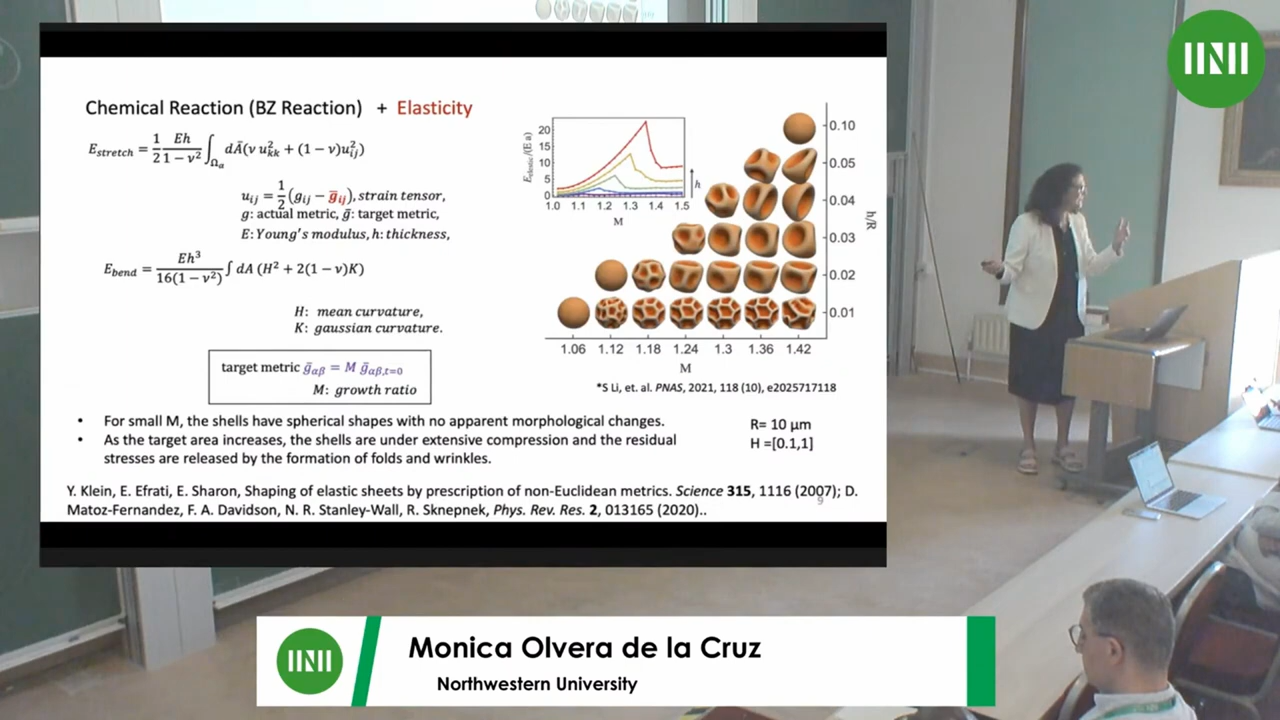 Chemical Reaction (BZ Reaction) + Elasticity
E_stretch = 1/2 Eh/(1 − ν²) ∫_Ωa dĀ(ν u²_kk + (1 − ν)u²_ij)
u_ij = 1/2 (g_ij − ḡ_ij), strain tensor,
g: actual metric, ḡ: target metric,
E: Young's modulus, h: thickness,
E_bend = Eh³/16(1 − ν²) ∫ dA (H² + 2(1 − ν)K)
H: mean curvature,
K: gaussian curvature.
target metric ḡ_αβ = M ḡ_αβ,t=0
M: growth ratio
E_elastic/(E a)
20
15
10
5
0
1.0 1.1 1.2 1.3 1.4 1.5
M
h
0.10
0.05
0.04
0.03
0.02
0.01
h/R
1.06 1.12 1.18 1.24 1.3 1.36 1.42
M
*S Li, et. al. PNAS, 2021, 118 (10), e2025717118
• For small M, the shells have spherical shapes with no apparent morphological changes.
• As the target area increases, the shells are under extensive compression and the residual
stresses are released by the formation of folds and wrinkles.
R= 10 μm
H =[0.1,1]
Y. Klein, E. Efrati, E. Sharon, Shaping of elastic sheets by prescription of non-Euclidean metrics. Science 315, 1116 (2007); D.
Matoz-Fernandez, F. A. Davidson, N. R. Stanley-Wall, R. Sknepnek, Phys. Rev. Res. 2, 013165 (2020)..
9
Monica Olvera de la Cruz
Northwestern University